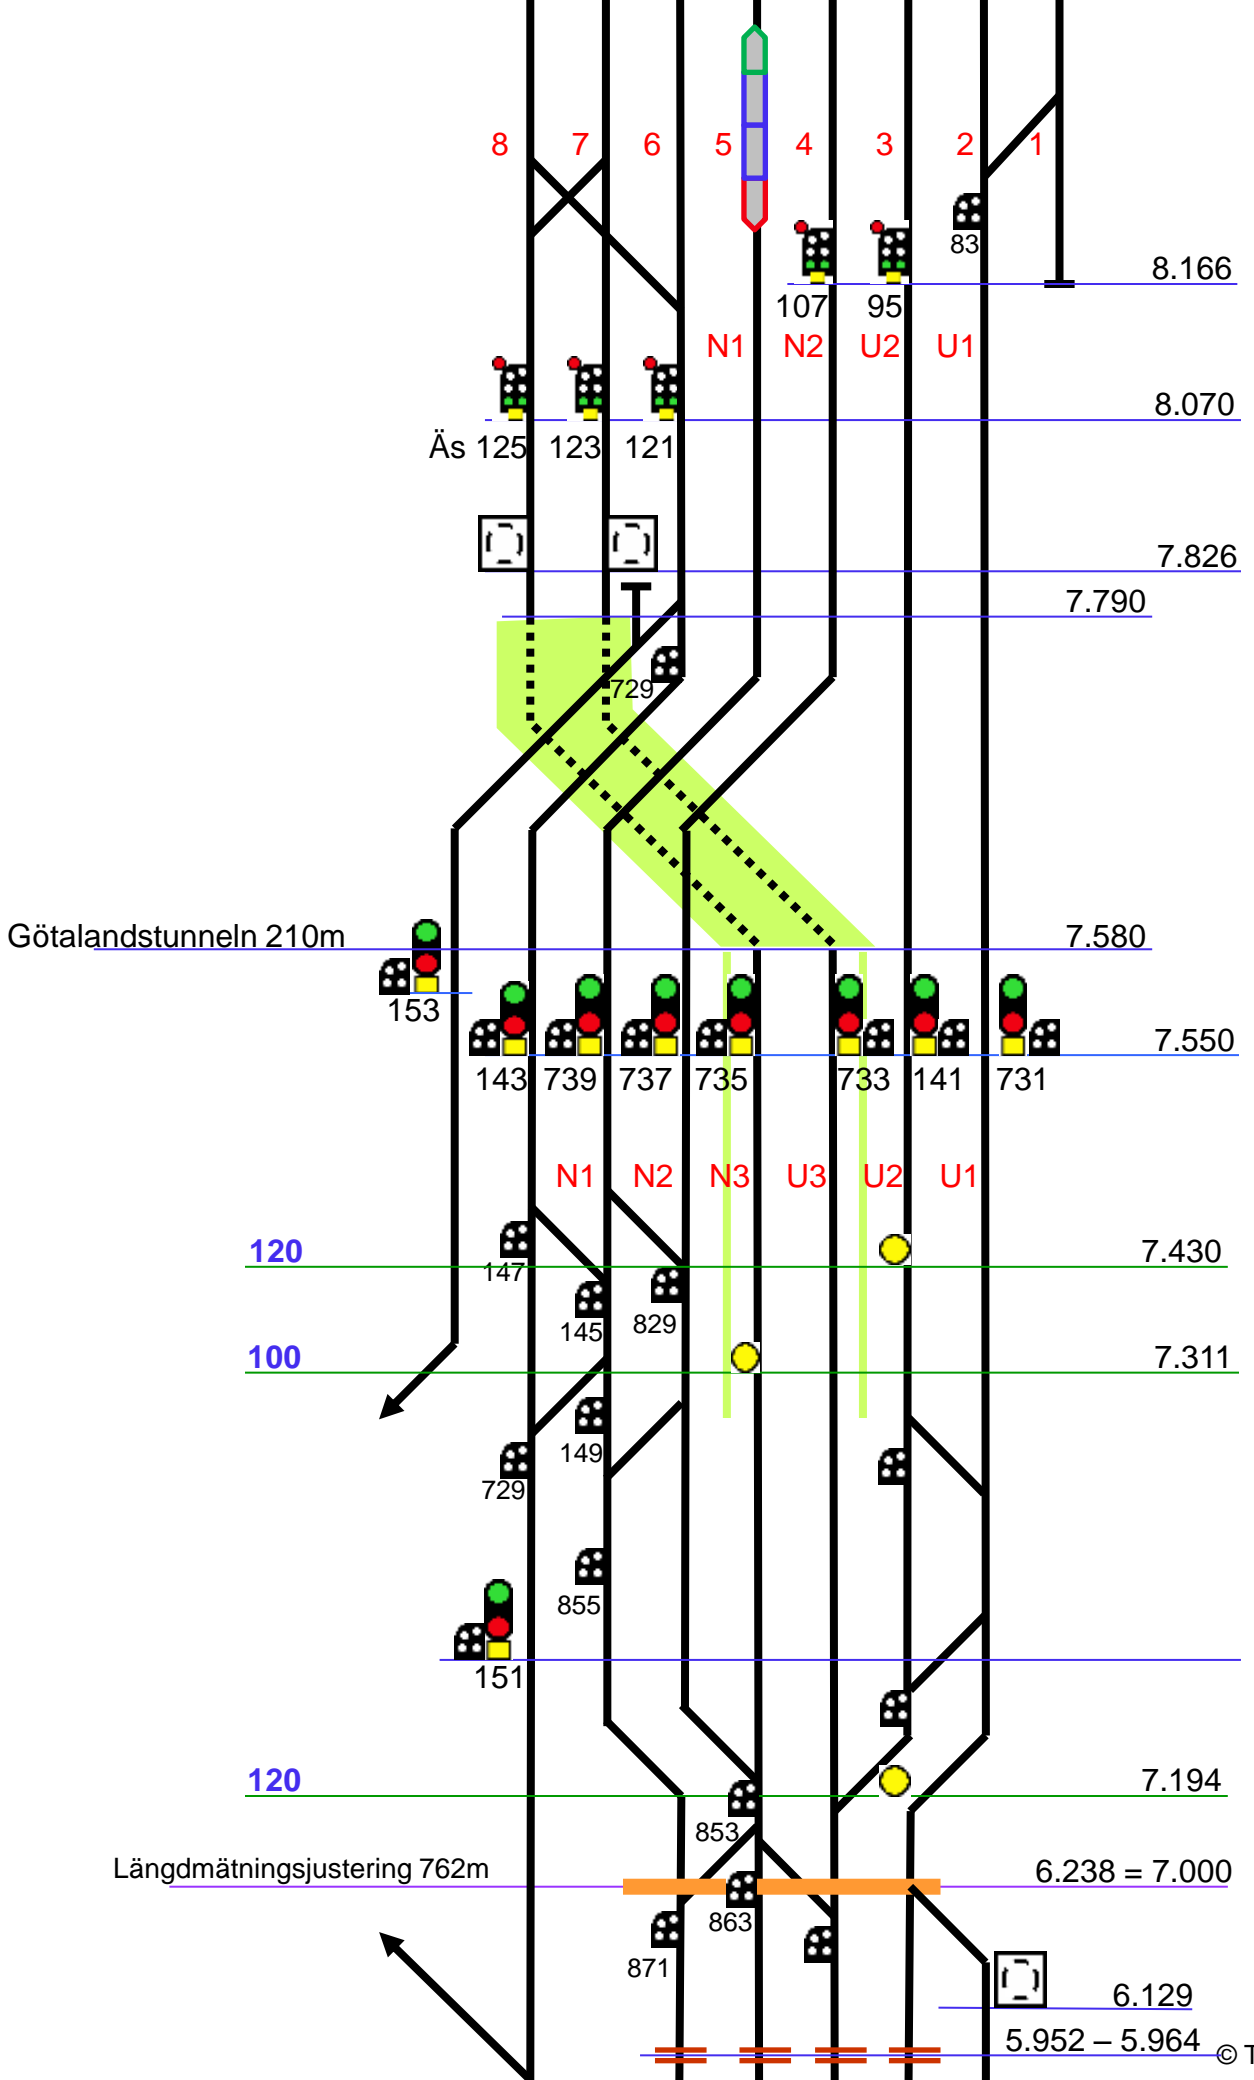 8 7 6 5 4 3 2 1
83
8.166
107 95
N1 N2 U2 U1
8.070
Äs 125 123 121
7.826
7.790
729
Götalandstunneln 210m 7.580
153
7.550
143 739 737 735 733 141 731
N1 N2 N3 U3 U2 U1
120 7.430
147
145 829
100 7.311
149
729
855
151
120 7.194
853
Längdmätningsjustering 762m 6.238 = 7.000
863
871
6.129
5.952 – 5.964
© T